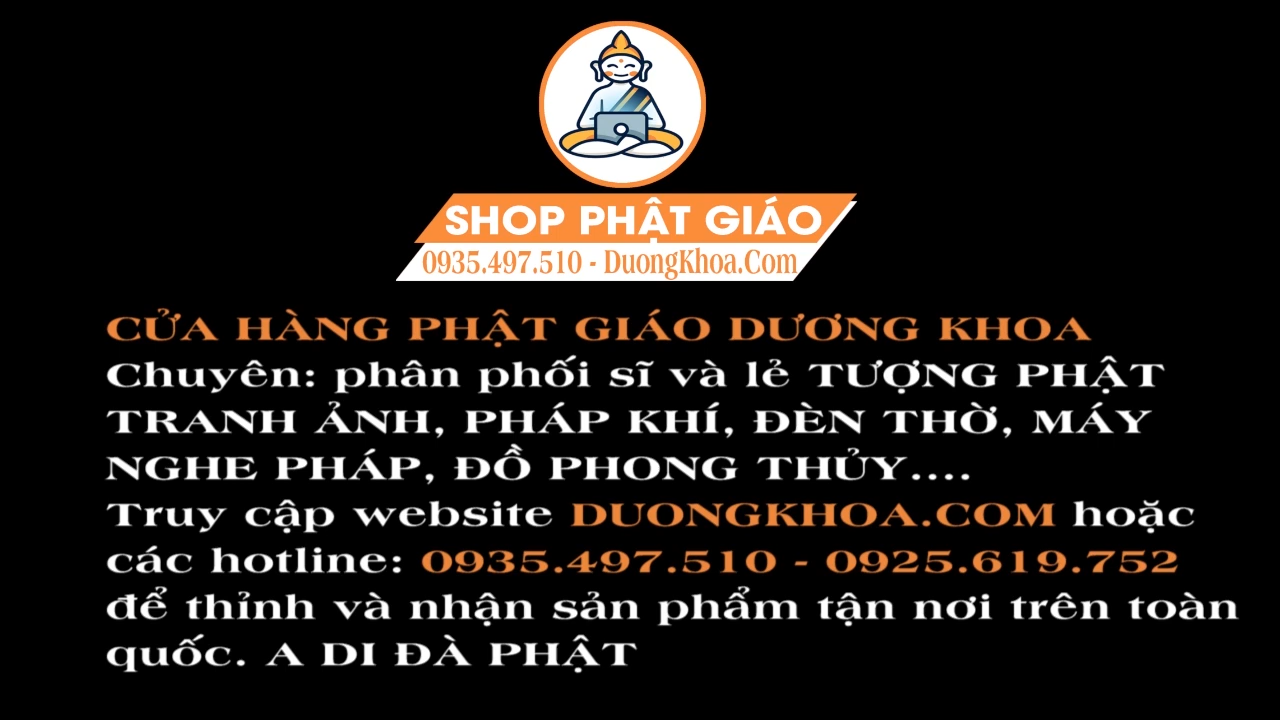 SHOP PHẬT GIÁO
0935.497.510 - DuongKhoa.Com
CỬA HÀNG PHẬT GIÁO DƯƠNG KHOA
Chuyên: phân phối sĩ và lẻ TƯỢNG PHẬT
TRANH ẢNH, PHÁP KHÍ, ĐÈN THỜ, MÁY
NGHE PHÁP, ĐỒ PHONG THỦY....
Truy cập website DUONGKHOA.COM hoặc
các hotline: 0935.497.510 - 0925.619.752
để thỉnh và nhận sản phẩm tận nơi trên toàn
quốc. A DI ĐÀ PHẬT